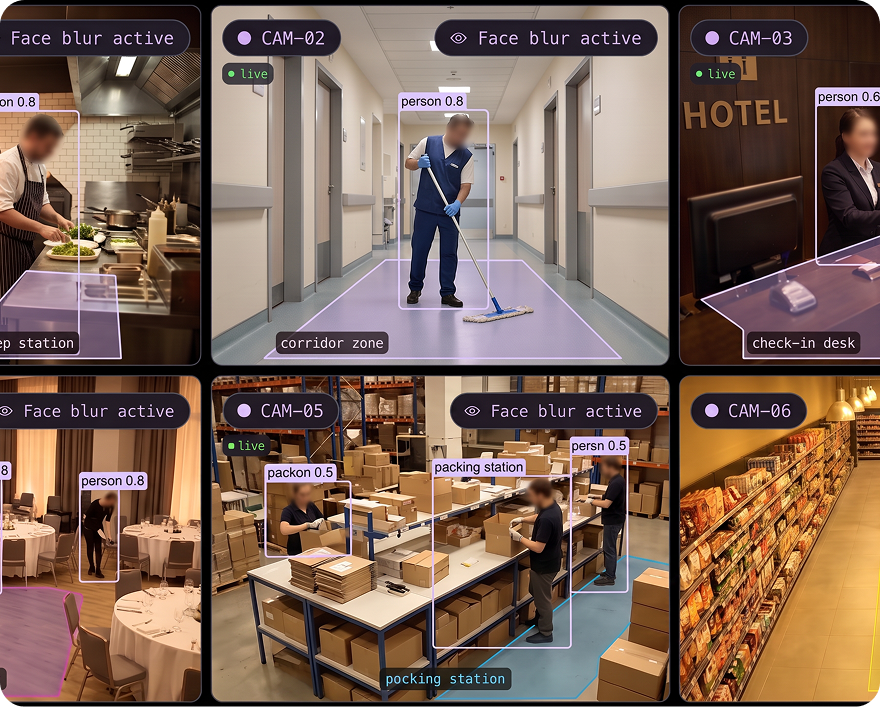 Face blur active
on 0.8
ep station
CAM-02
Face blur active
live
person 0.8
corridor zone
CAM-03
live
HOTEL
person 0.6
check-in desk
Face blur active
8
person 0.8
CAM-05
Face blur active
live
packon 0.5
packing station
persn 0.5
pocking station
CAM-06